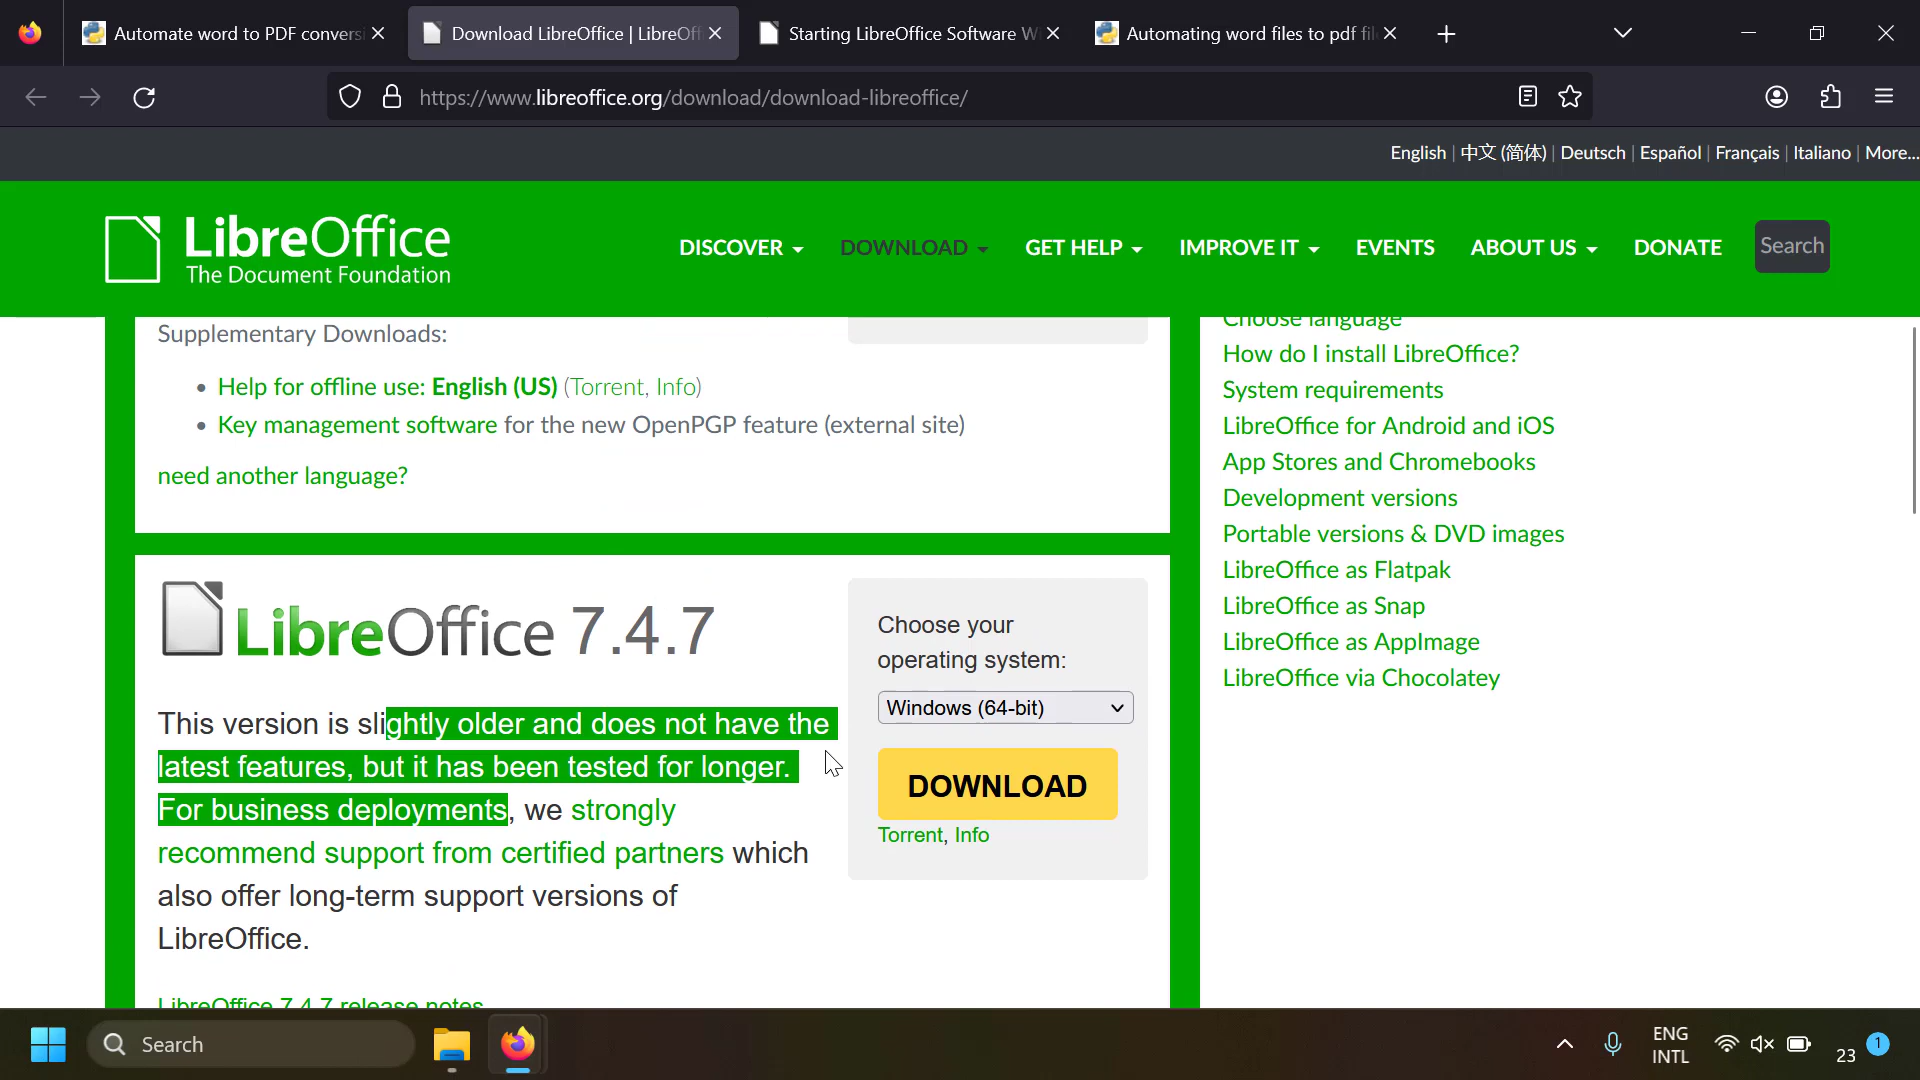 Automate word to PDF conversi
Download LibreOffice | LibreOff
Starting LibreOffice Software W
Automating word files to pdf fil
https://www.libreoffice.org/download/download-libreoffice/
English | 中文 (简体) | Deutsch | Español | Français | Italiano | More...
LibreOffice
The Document Foundation
DISCOVER
DOWNLOAD
GET HELP
IMPROVE IT
EVENTS
ABOUT US
DONATE
Search
Supplementary Downloads:
Help for offline use: English (US) (Torrent, Info)
Key management software for the new OpenPGP feature (external site)
need another language?
LibreOffice 7.4.7
This version is slightly older and does not have the
latest features, but it has been tested for longer.
For business deployments, we strongly
recommend support from certified partners which
also offer long-term support versions of
LibreOffice.
LibreOffice 7.4.7 release notes
Choose your
operating system:
Windows (64-bit)
DOWNLOAD
Torrent, Info
Choose language
How do I install LibreOffice?
System requirements
LibreOffice for Android and iOS
App Stores and Chromebooks
Development versions
Portable versions & DVD images
LibreOffice as Flatpak
LibreOffice as Snap
LibreOffice as AppImage
LibreOffice via Chocolatey
Search
ENG
INTL
23
1